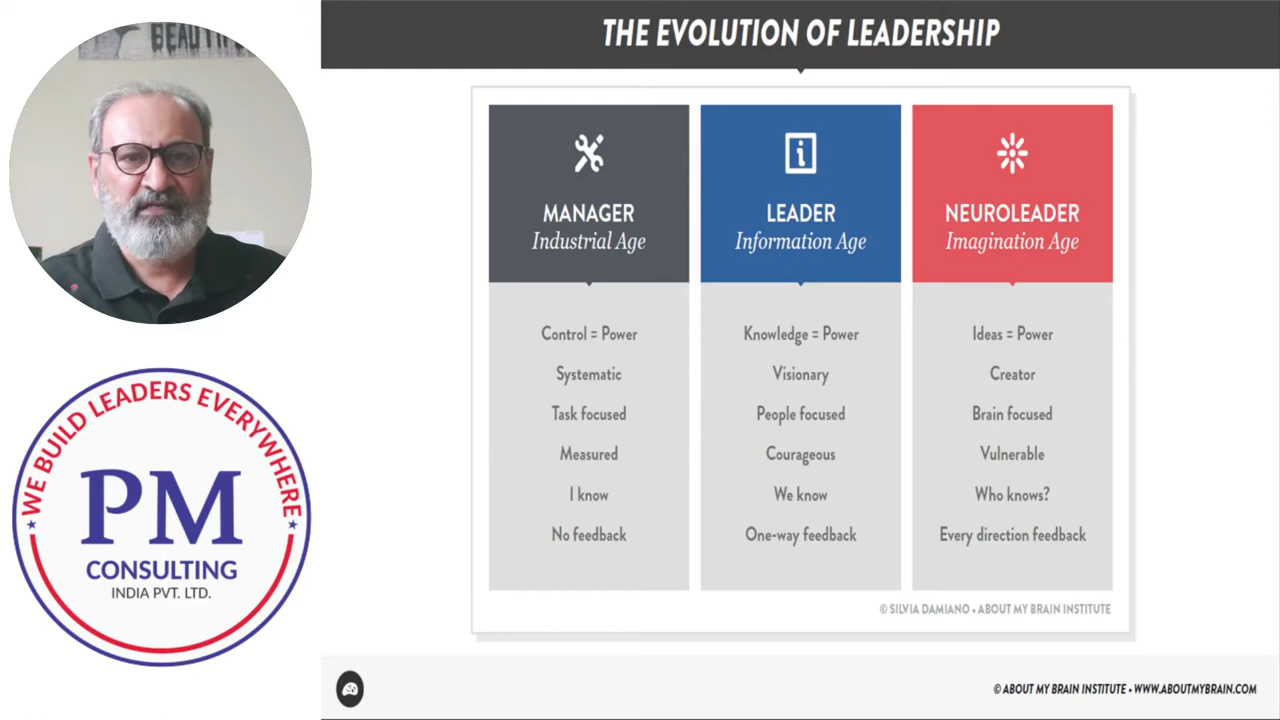 THE EVOLUTION OF LEADERSHIP
MANAGER
Industrial Age
Control = Power
Systematic
Task focused
Measured
I know
No feedback
LEADER
Information Age
Knowledge = Power
Visionary
People focused
Courageous
We know
One-way feedback
NEUROLEADER
Imagination Age
Ideas = Power
Creator
Brain focused
Vulnerable
Who knows?
Every direction feedback
© SILVIA DAMIANO • ABOUT MY BRAIN INSTITUTE
© ABOUT MY BRAIN INSTITUTE • WWW.ABOUTMYBRAIN.COM
WE BUILD LEADERS EVERYWHERE
PM
CONSULTING
INDIA PVT. LTD.